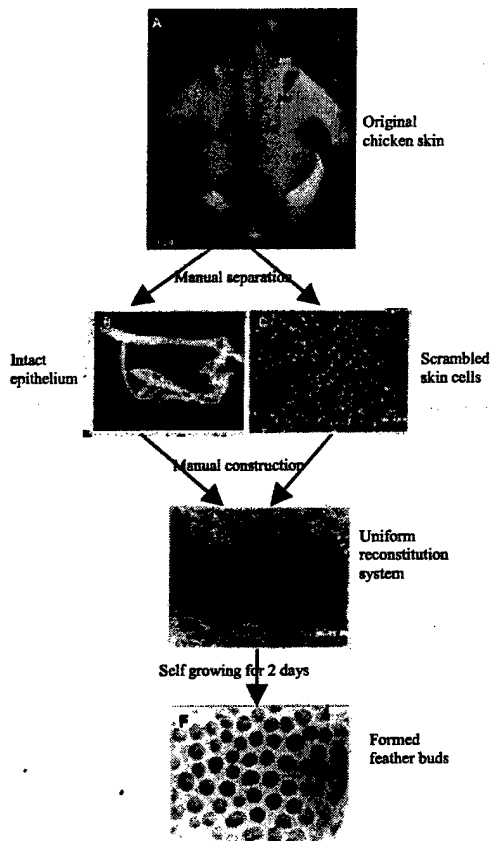 A
Original
chicken skin
Manual separation
B
C
Intact
epithelium
Scrambled
skin cells
Manual construction
Uniform
reconstitution
system
Self growing for 2 days
F
Formed
feather buds